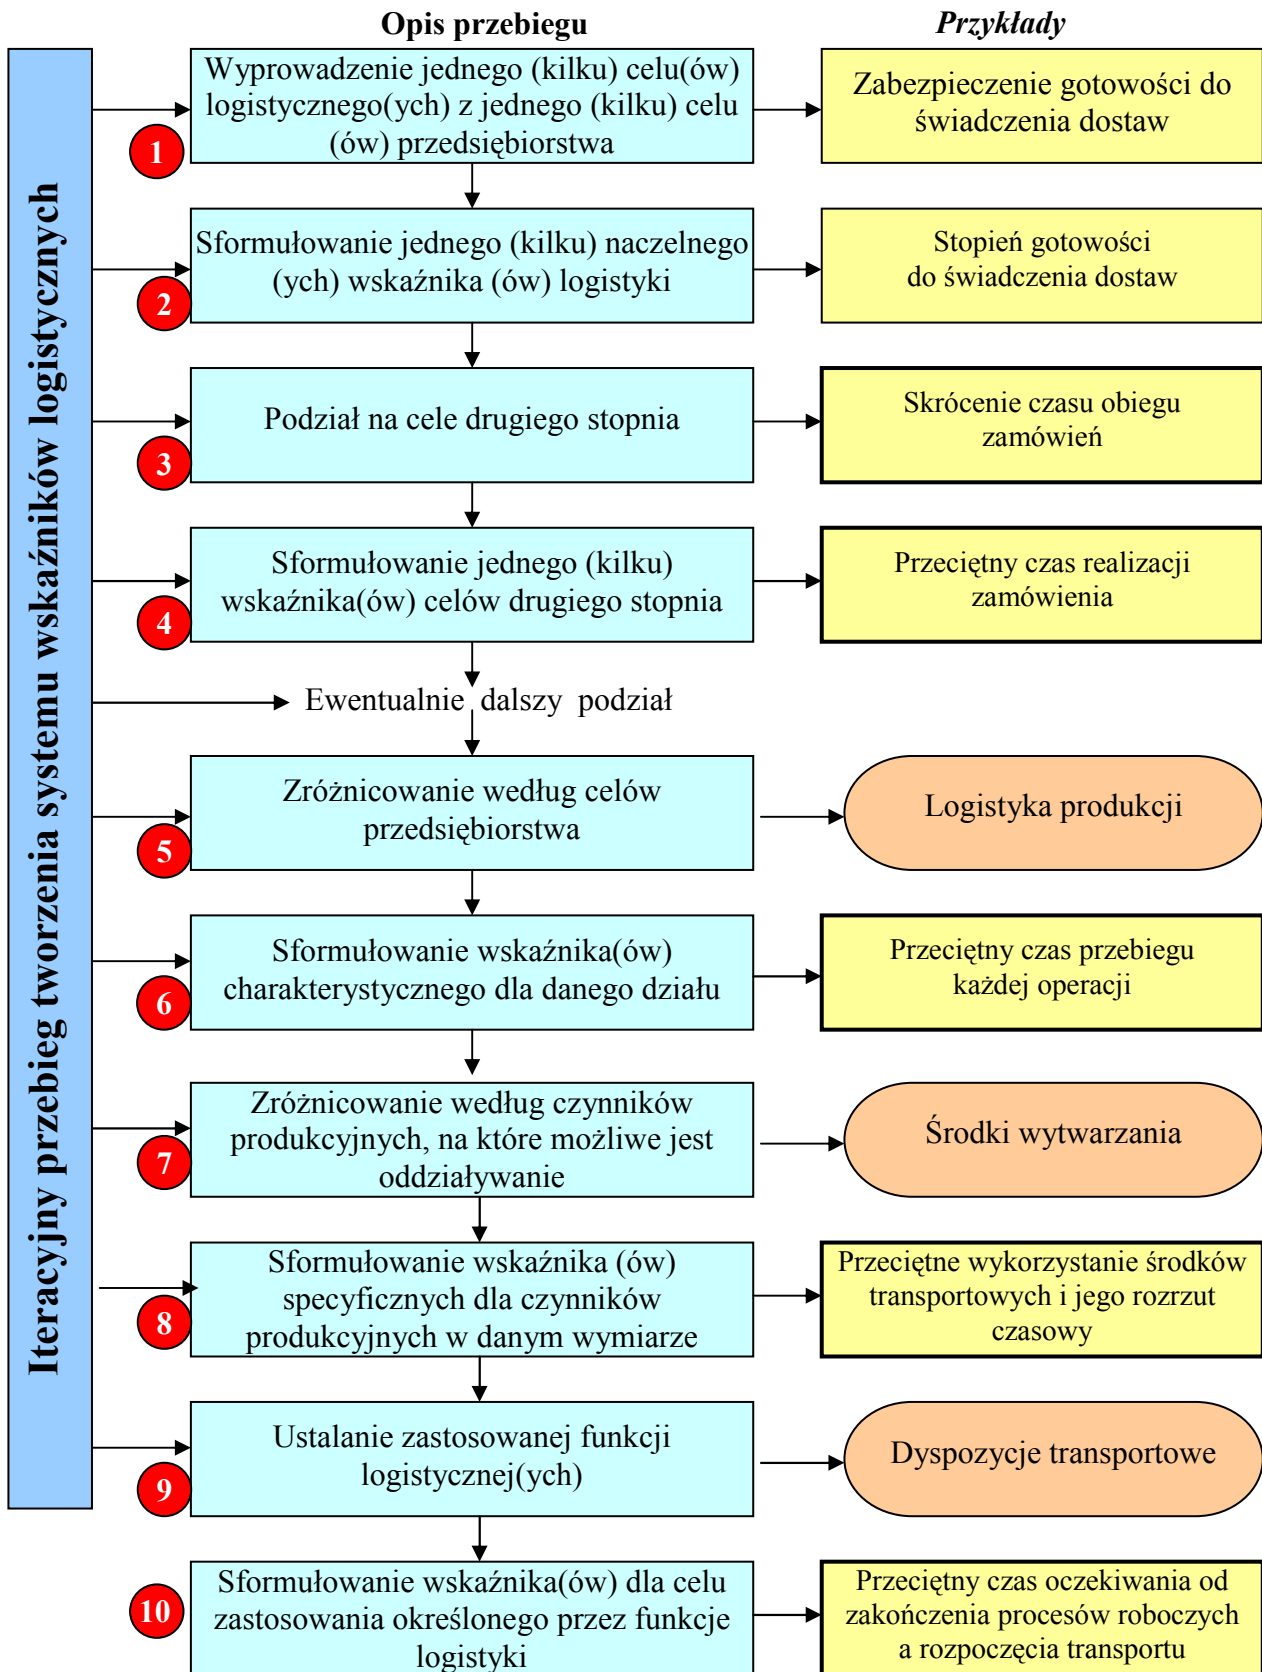 Opis przebiegu
Przykłady
Iteracyjny przebieg tworzenia systemu wskaźników logistycznych
Wyprowadzenie jednego (kilku) celu(ów)
logistycznego(ych) z jednego (kilku) celu
(ów) przedsiębiorstwa
1
Zabezpieczenie gotowości do
świadczenia dostaw
Sformułowanie jednego (kilku) naczelnego
(ych) wskaźnika (ów) logistyki
2
Stopień gotowości
do świadczenia dostaw
Podział na cele drugiego stopnia
3
Skrócenie czasu obiegu
zamówień
Sformułowanie jednego (kilku)
wskaźnika(ów) celów drugiego stopnia
4
Przeciętny czas realizacji
zamówienia
Ewentualnie dalszy podział
Zróżnicowanie według celów
przedsiębiorstwa
5
Logistyka produkcji
Sformułowanie wskaźnika(ów)
charakterystycznego dla danego działu
6
Przeciętny czas przebiegu
każdej operacji
Zróżnicowanie według czynników
produkcyjnych, na które możliwe jest
oddziaływanie
7
Środki wytwarzania
Sformułowanie wskaźnika (ów)
specyficznych dla czynników
produkcyjnych w danym wymiarze
8
Przeciętne wykorzystanie środków
transportowych i jego rozrzut
czasowy
Ustalanie zastosowanej funkcji
logistycznej(ych)
9
Dyspozycje transportowe
Sformułowanie wskaźnika(ów) dla celu
zastosowania określonego przez funkcje
logistyki
10
Przeciętny czas oczekiwania od
zakończenia procesów roboczych
a rozpoczęcia transportu